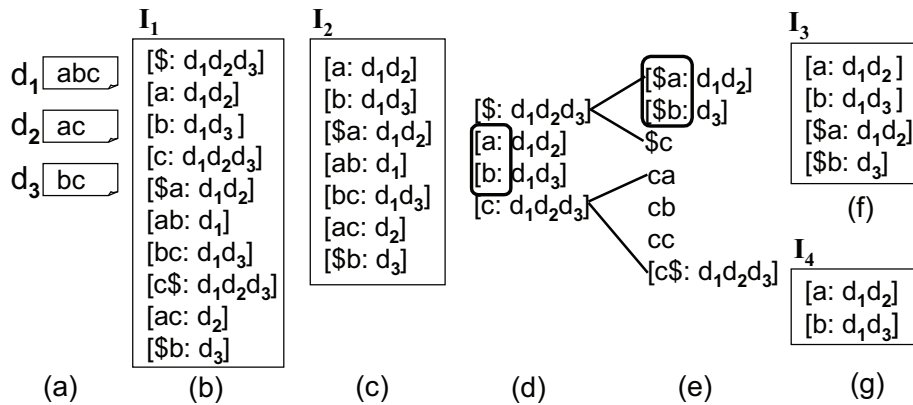 d₁ abc
d₂ ac
d₃ bc
(a)
I₁
[$: d₁d₂d₃]
[a: d₁d₂]
[b: d₁d₃ ]
[c: d₁d₂d₃]
[$a: d₁d₂]
[ab: d₁]
[bc: d₁d₃]
[c$: d₁d₂d₃]
[ac: d₂]
[$b: d₃]
(b)
I₂
[a: d₁d₂]
[b: d₁d₃]
[$a: d₁d₂]
[ab: d₁]
[bc: d₁d₃]
[ac: d₂]
[$b: d₃]
(c)
[$: d₁d₂d₃]
[a: d₁d₂]
[b: d₁d₃]
[c: d₁d₂d₃]
(d)
[$a: d₁d₂]
[$b: d₃]
$c
ca
cb
cc
[c$: d₁d₂d₃]
(e)
I₃
[a: d₁d₂ ]
[b: d₁d₃ ]
[$a: d₁d₂]
[$b: d₃]
(f)
I₄
[a: d₁d₂]
[b: d₁d₃]
(g)